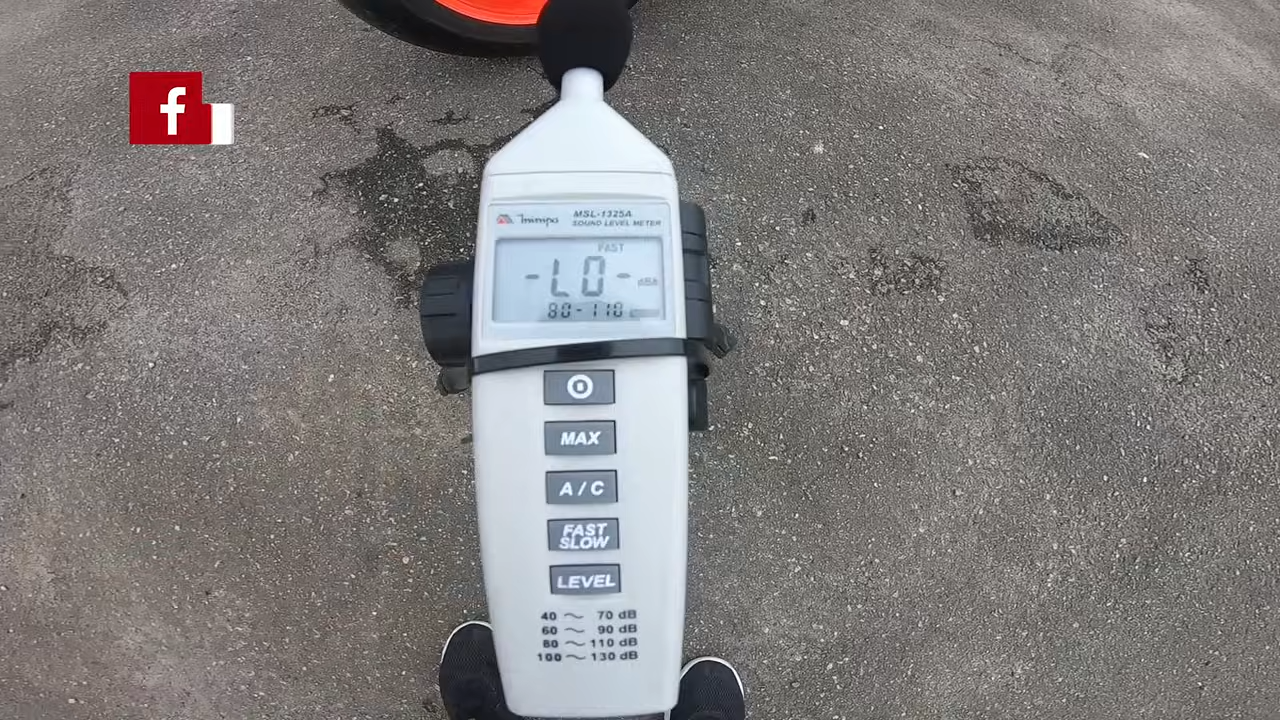 f
minipa
MSL-1325A
SOUND LEVEL METER
FAST
-LO- dBA
80-110
MAX
A / C
FAST
SLOW
LEVEL
40 ~ 70 dB
60 ~ 90 dB
80 ~ 110 dB
100 ~ 130 dB